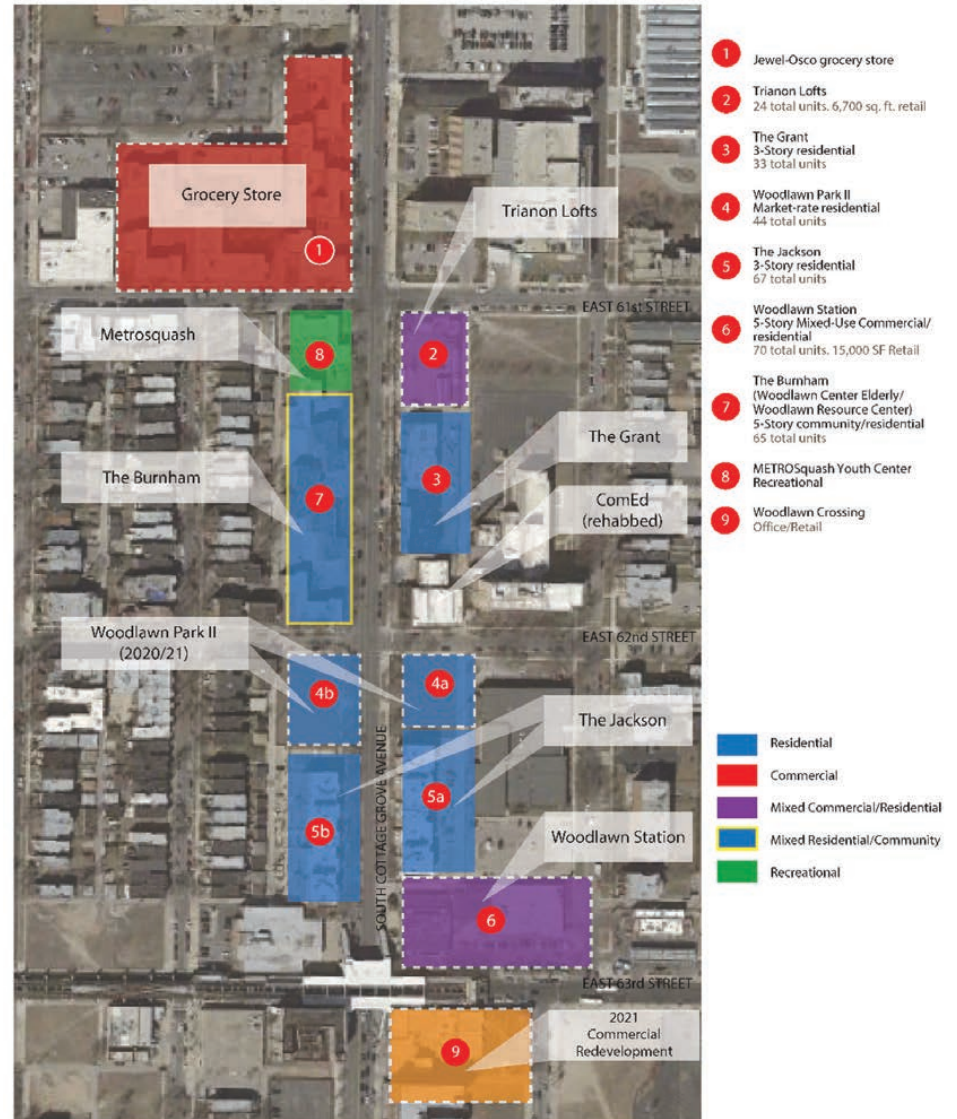 Grocery Store
1
Trianon Lofts
EAST 61st STREET
Metrosquash
8
2
The Grant
The Burnham
7
3
ComEd
(rehabbed)
Woodlawn Park II
(2020/21)
EAST 62nd STREET
4b
4a
The Jackson
SOUTH COTTAGE GROVE AVENUE
5b
5a
Woodlawn Station
6
EAST 63rd STREET
2021
Commercial
Redevelopment
9
1 Jewel-Osco grocery store
2 Trianon Lofts
24 total units. 6,700 sq. ft. retail
3 The Grant
3-Story residential
33 total units
4 Woodlawn Park II
Market-rate residential
44 total units
5 The Jackson
3-Story residential
67 total units
6 Woodlawn Station
5-Story Mixed-Use Commercial/
residential
70 total units. 15,000 SF Retail
7 The Burnham
(Woodlawn Center Elderly/
Woodlawn Resource Center)
5-Story community/residential
65 total units
8 METROSquash Youth Center
Recreational
9 Woodlawn Crossing
Office/Retail
Residential
Commercial
Mixed Commercial/Residential
Mixed Residential/Community
Recreational